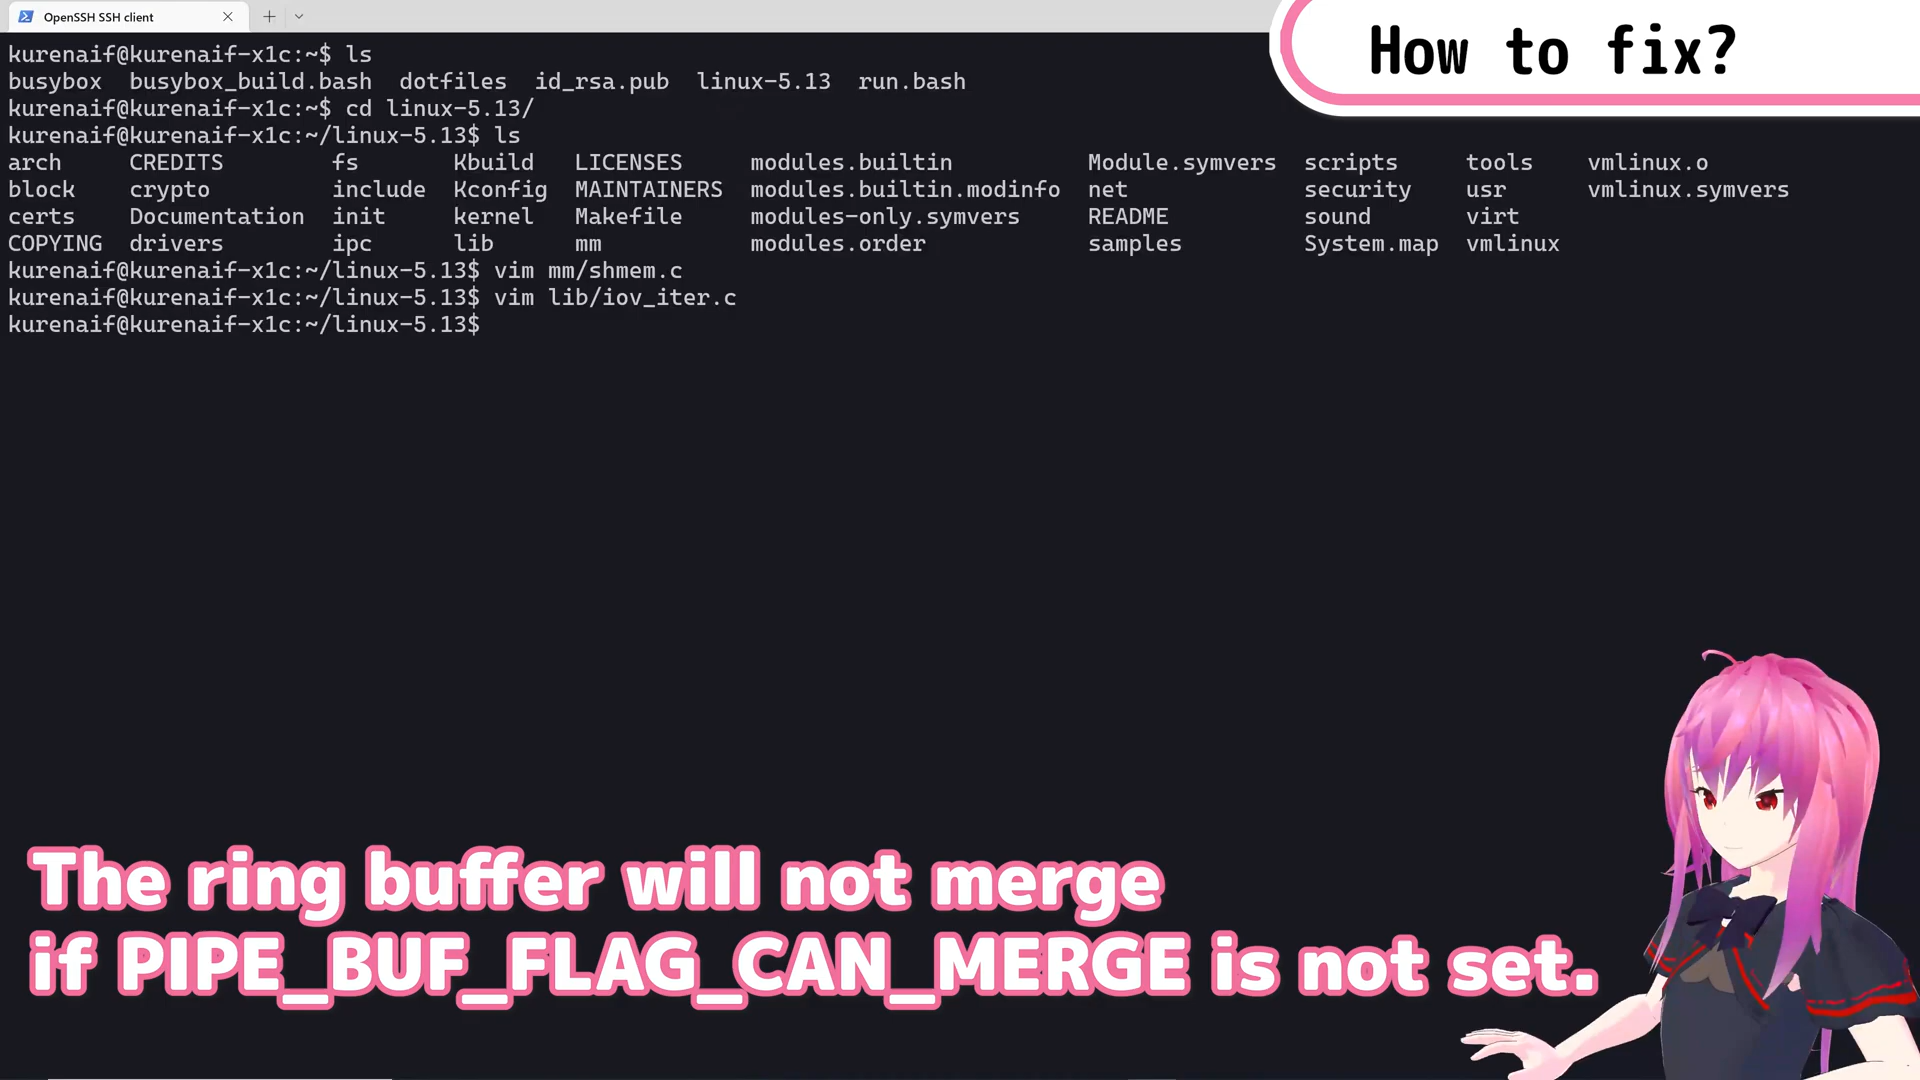 OpenSSH SSH client
How to fix?
kurenaif@kurenaif-x1c:~$ ls
busybox busybox_build.bash dotfiles id_rsa.pub linux-5.13 run.bash
kurenaif@kurenaif-x1c:~$ cd linux-5.13/
kurenaif@kurenaif-x1c:~/linux-5.13$ ls
arch CREDITS fs Kbuild LICENSES modules.builtin Module.symvers scripts tools vmlinux.o
block crypto include Kconfig MAINTAINERS modules.builtin.modinfo net security usr vmlinux.symvers
certs Documentation init kernel Makefile modules-only.symvers README sound virt
COPYING drivers ipc lib mm modules.order samples System.map vmlinux
kurenaif@kurenaif-x1c:~/linux-5.13$ vim mm/shmem.c
kurenaif@kurenaif-x1c:~/linux-5.13$ vim lib/iov_iter.c
kurenaif@kurenaif-x1c:~/linux-5.13$
The ring buffer will not merge
if PIPE_BUF_FLAG_CAN_MERGE is not set.